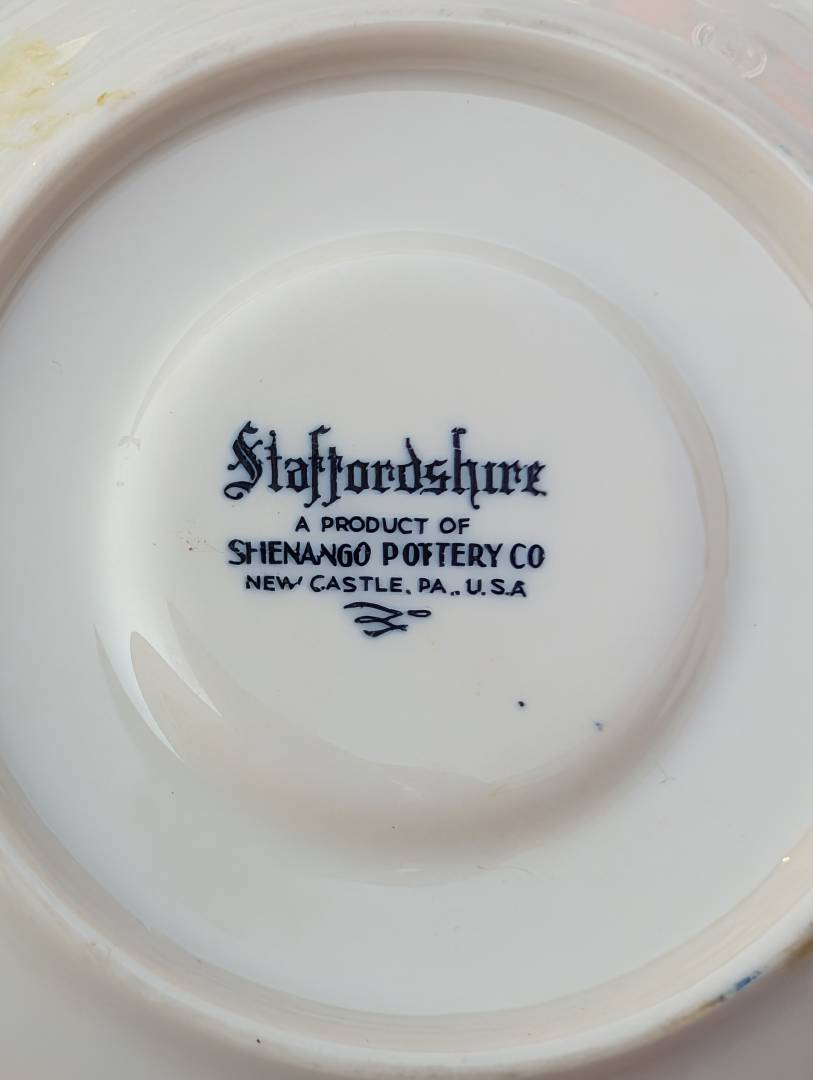 Staffordshire
A PRODUCT OF
SHENANGO POTTERY CO
NEW CASTLE, PA., U.S.A